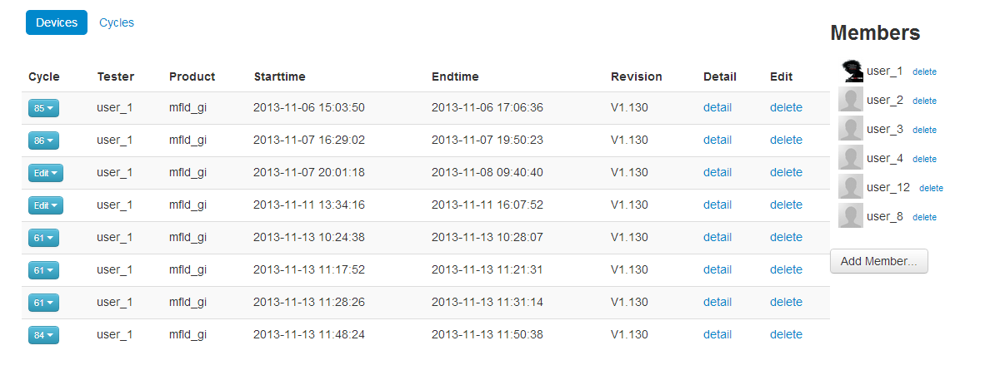 Devices Cycles
Cycle Tester Product Starttime Endtime Revision Detail Edit
85 user_1 mfld_gi 2013-11-06 15:03:50 2013-11-06 17:06:36 V1.130 detail delete
86 user_1 mfld_gi 2013-11-07 16:29:02 2013-11-07 19:50:23 V1.130 detail delete
Edit user_1 mfld_gi 2013-11-07 20:01:18 2013-11-08 09:40:40 V1.130 detail delete
Edit user_1 mfld_gi 2013-11-11 13:34:16 2013-11-11 16:07:52 V1.130 detail delete
61 user_1 mfld_gi 2013-11-13 10:24:38 2013-11-13 10:28:07 V1.130 detail delete
61 user_1 mfld_gi 2013-11-13 11:17:52 2013-11-13 11:21:31 V1.130 detail delete
61 user_1 mfld_gi 2013-11-13 11:28:26 2013-11-13 11:31:14 V1.130 detail delete
84 user_1 mfld_gi 2013-11-13 11:48:24 2013-11-13 11:50:38 V1.130 detail delete
Members
user_1 delete
user_2 delete
user_3 delete
user_4 delete
user_12 delete
user_8 delete
Add Member...